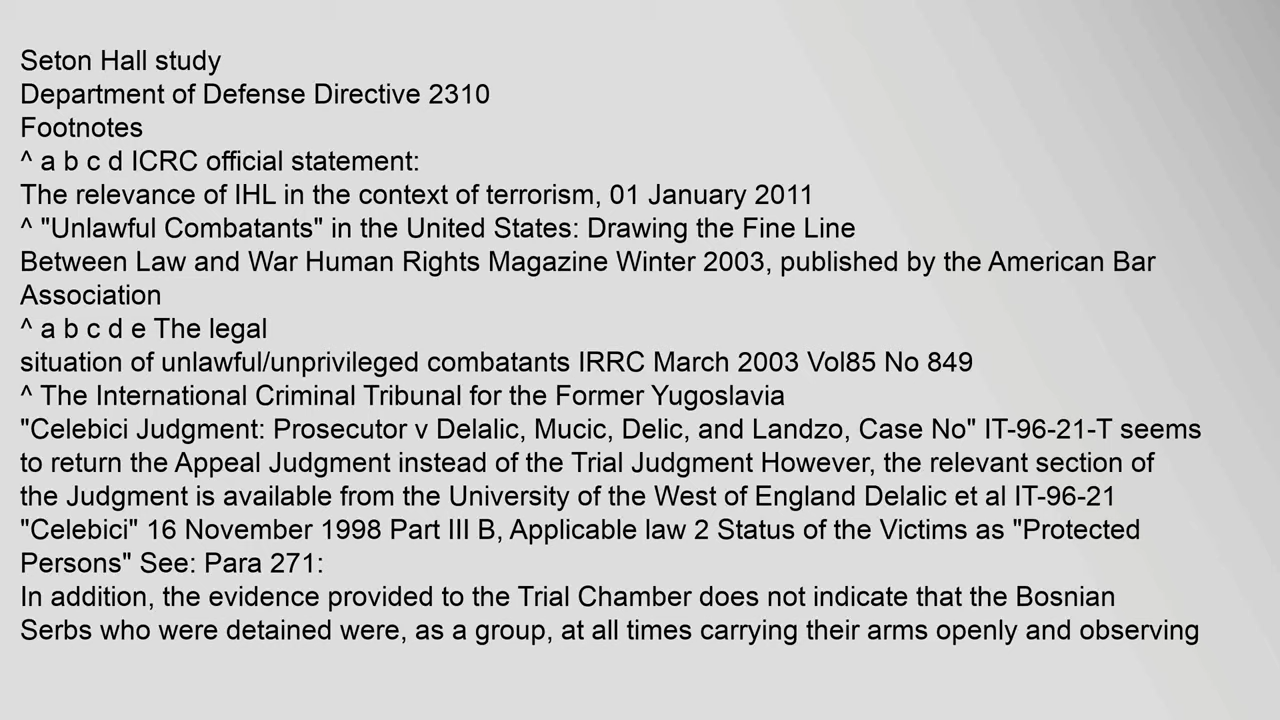 Seton Hall study
Department of Defense Directive 2310
Footnotes
^ a b c d ICRC official statement:
The relevance of IHL in the context of terrorism, 01 January 2011
^ "Unlawful Combatants" in the United States: Drawing the Fine Line
Between Law and War Human Rights Magazine Winter 2003, published by the American Bar
Association
^ a b c d e The legal
situation of unlawful/unprivileged combatants IRRC March 2003 Vol85 No 849
^ The International Criminal Tribunal for the Former Yugoslavia
"Celebici Judgment: Prosecutor v Delalic, Mucic, Delic, and Landzo, Case No" IT-96-21-T seems
to return the Appeal Judgment instead of the Trial Judgment However, the relevant section of
the Judgment is available from the University of the West of England Delalic et al IT-96-21
"Celebici" 16 November 1998 Part III B, Applicable law 2 Status of the Victims as "Protected
Persons" See: Para 271:
In addition, the evidence provided to the Trial Chamber does not indicate that the Bosnian
Serbs who were detained were, as a group, at all times carrying their arms openly and observing